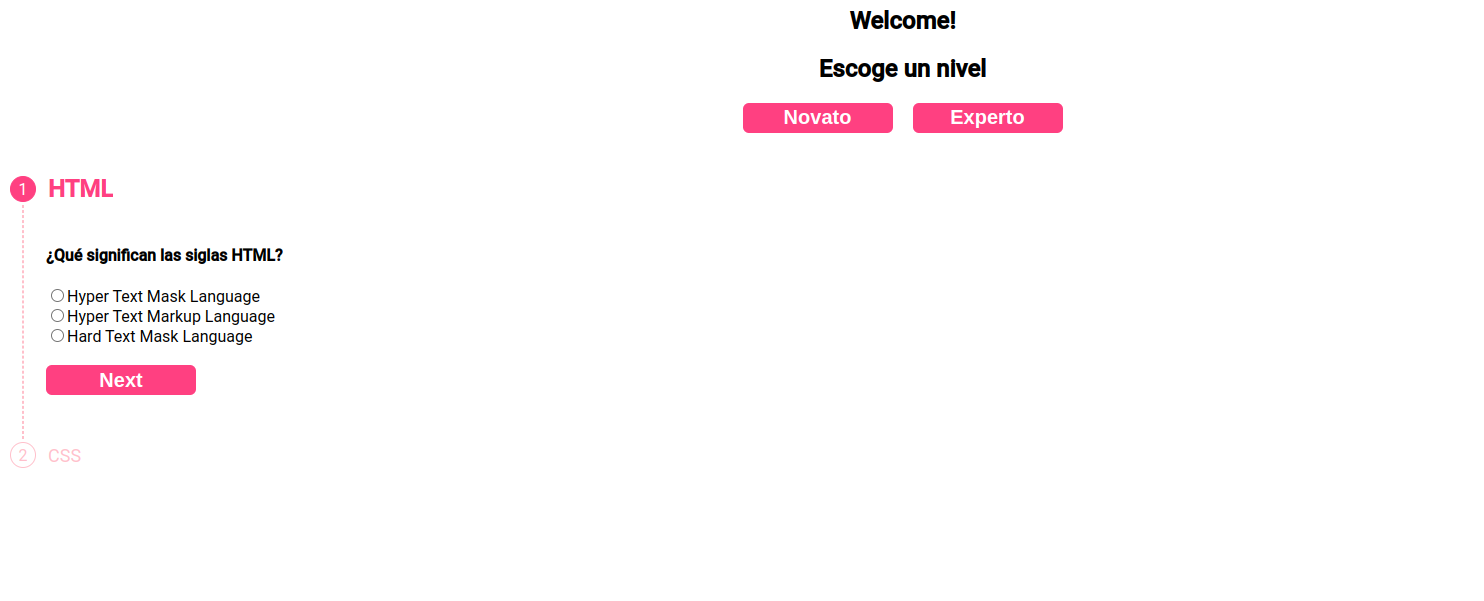 Welcome!
Escoge un nivel
Novato Experto
1 HTML
¿Qué significan las siglas HTML?
Hyper Text Mask Language
Hyper Text Markup Language
Hard Text Mask Language
Next
2 CSS